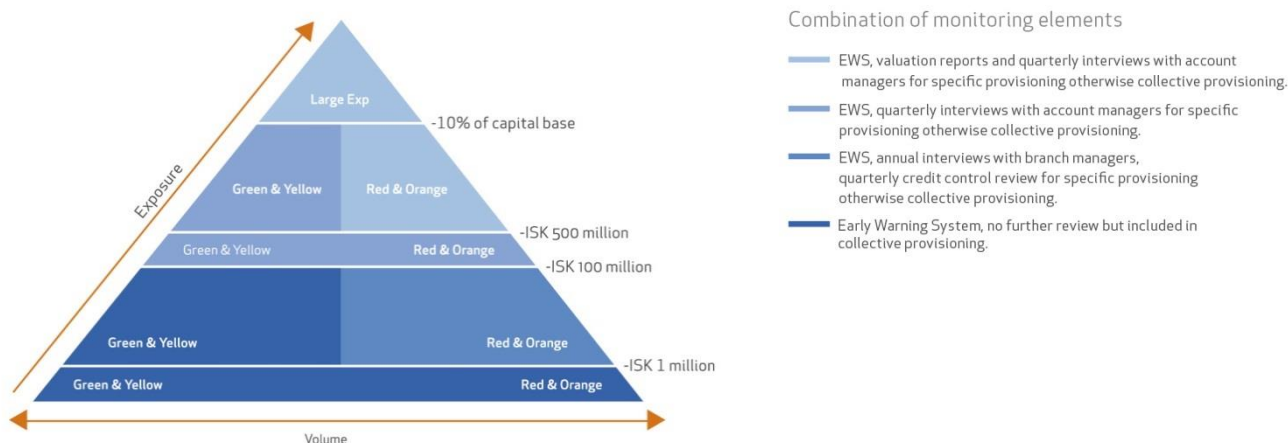 Combination of monitoring elements
EWS, valuation reports and quarterly interviews with account
managers for specific provisioning otherwise collective provisioning.
EWS, quarterly interviews with account managers for specific
provisioning otherwise collective provisioning.
EWS, annual interviews with branch managers,
quarterly credit control review for specific provisioning
otherwise collective provisioning.
Early Warning System, no further review but included in
collective provisioning.
Exposure
Large Exp
-10% of capital base
Green & Yellow
Red & Orange
-ISK 500 million
Green & Yellow
Red & Orange
-ISK 100 million
Green & Yellow
Red & Orange
-ISK 1 million
Green & Yellow
Red & Orange
Volume